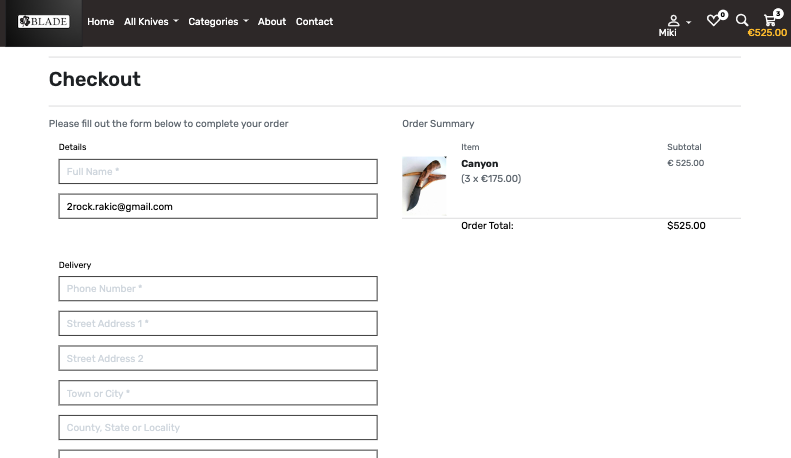 BLADE
Home All Knives Categories About Contact
Miki
0
3
€525.00
Checkout
Please fill out the form below to complete your order
Details
Full Name *
2rock.rakic@gmail.com
Delivery
Phone Number *
Street Address 1 *
Street Address 2
Town or City *
County, State or Locality
Order Summary
Item Subtotal
Canyon € 525.00
(3 x €175.00)
Order Total: $525.00